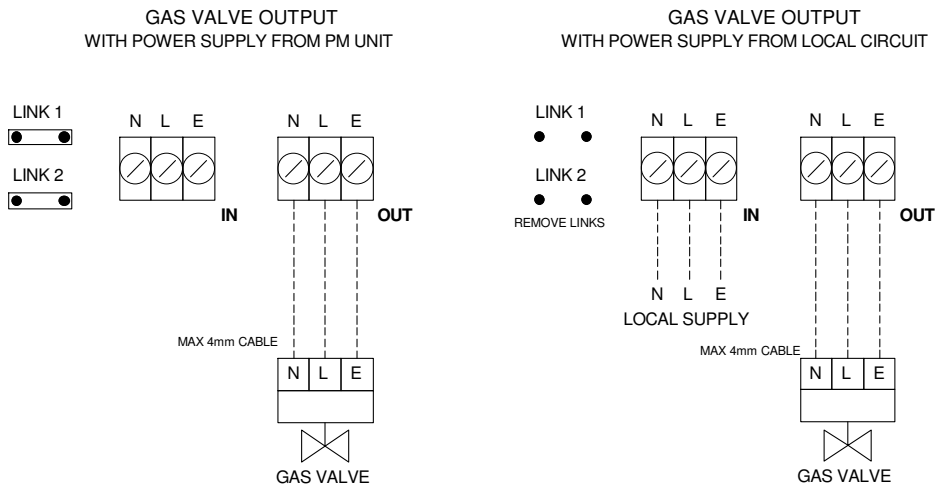 GAS VALVE OUTPUT
WITH POWER SUPPLY FROM PM UNIT
LINK 1
N L E
N L E
LINK 2
IN
OUT
MAX 4mm CABLE
N L E
GAS VALVE
GAS VALVE OUTPUT
WITH POWER SUPPLY FROM LOCAL CIRCUIT
LINK 1
N L E
N L E
LINK 2
REMOVE LINKS
IN
OUT
N L E
LOCAL SUPPLY
MAX 4mm CABLE
N L E
GAS VALVE